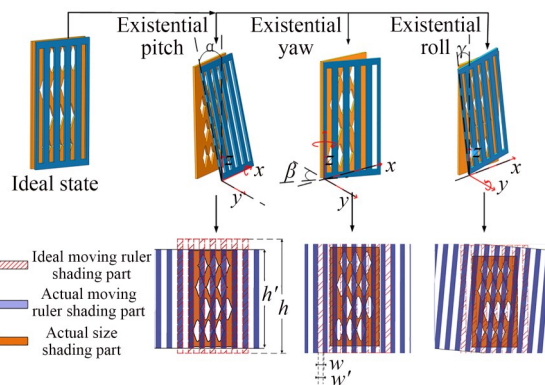 Existential
pitch
Existential
yaw
Existential
roll
α
γ
β
z
x
y
z
x
y
z
x
y
Ideal state
Ideal moving ruler
shading part
Actual moving
ruler shading part
Actual size
shading part
h'
h
w
w'